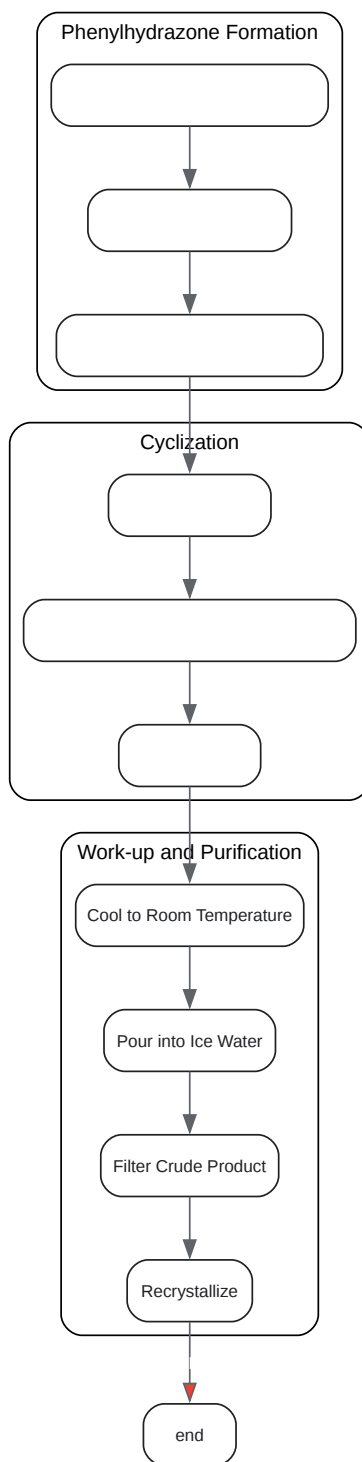 Phenylhydrazone Formation
Cyclization
Work-up and Purification
Cool to Room Temperature
Pour into Ice Water
Filter Crude Product
Recrystallize
end